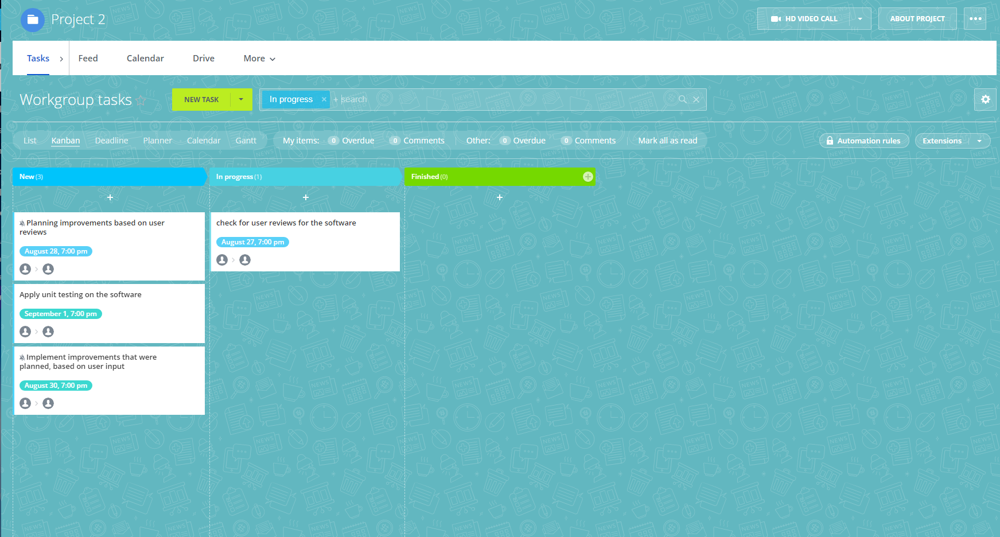 Project 2
HD VIDEO CALL
ABOUT PROJECT
Tasks
Feed
Calendar
Drive
More
Workgroup tasks
NEW TASK
In progress
+ search
List
Kanban
Deadline
Planner
Calendar
Gantt
My items:
0 Overdue
0 Comments
Other:
0 Overdue
0 Comments
Mark all as read
Automation rules
Extensions
New (3)
Planning improvements based on user
reviews
August 28, 7:00 pm
Apply unit testing on the software
September 1, 7:00 pm
Implement improvements that were
planned, based on user input
August 30, 7:00 pm
In progress (1)
check for user reviews for the software
August 27, 7:00 pm
Finished (0)
NEWS